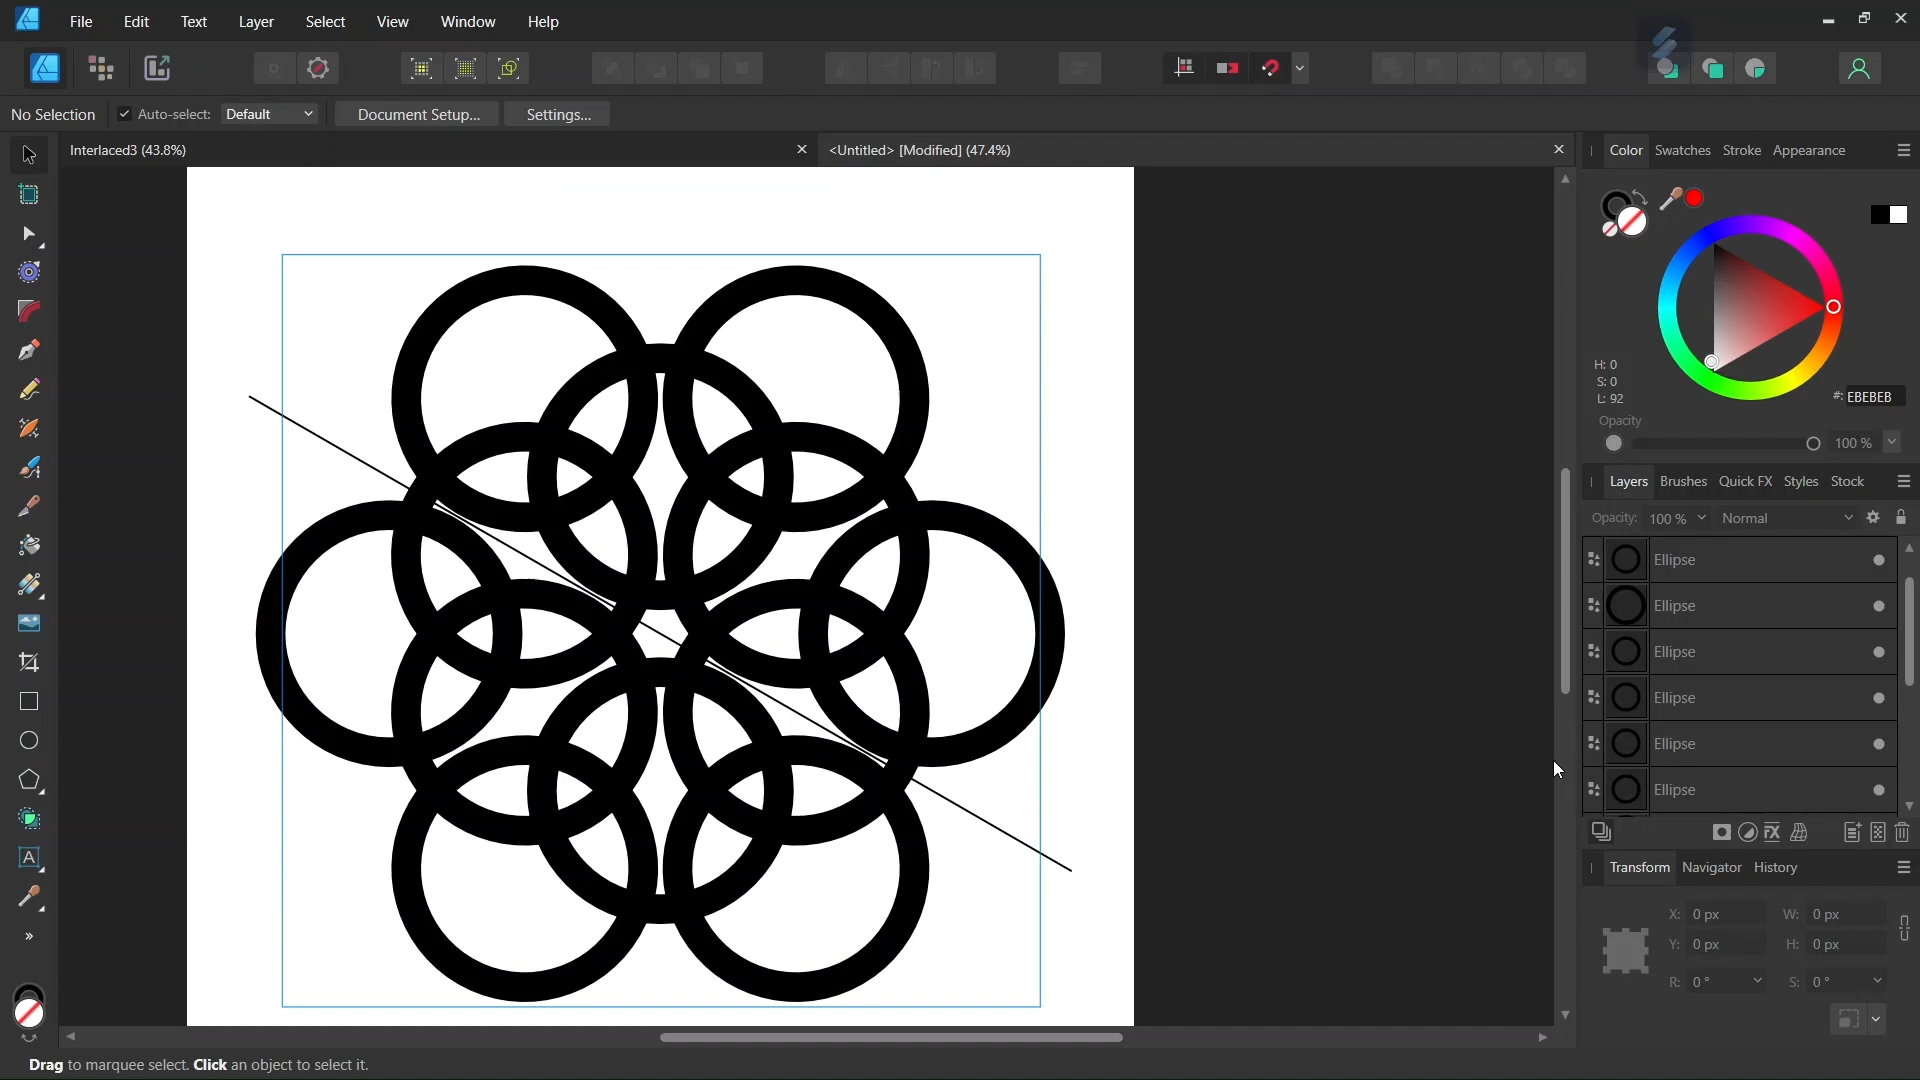 File Edit Text Layer Select View Window Help
No Selection Auto-select: Default Document Setup... Settings...
Interlaced3 (43.8%) <Untitled> [Modified] (47.4%)
Color Swatches Stroke Appearance
H: 0
S: 0
L: 92
#: EBEBEB
Opacity
100 %
Layers Brushes Quick FX Styles Stock
Opacity: 100 % Normal
Ellipse
Ellipse
Ellipse
Ellipse
Ellipse
Ellipse
Transform Navigator History
X: 0 px W: 0 px
Y: 0 px H: 0 px
R: 0 ° S: 0 °
Drag to marquee select. Click an object to select it.